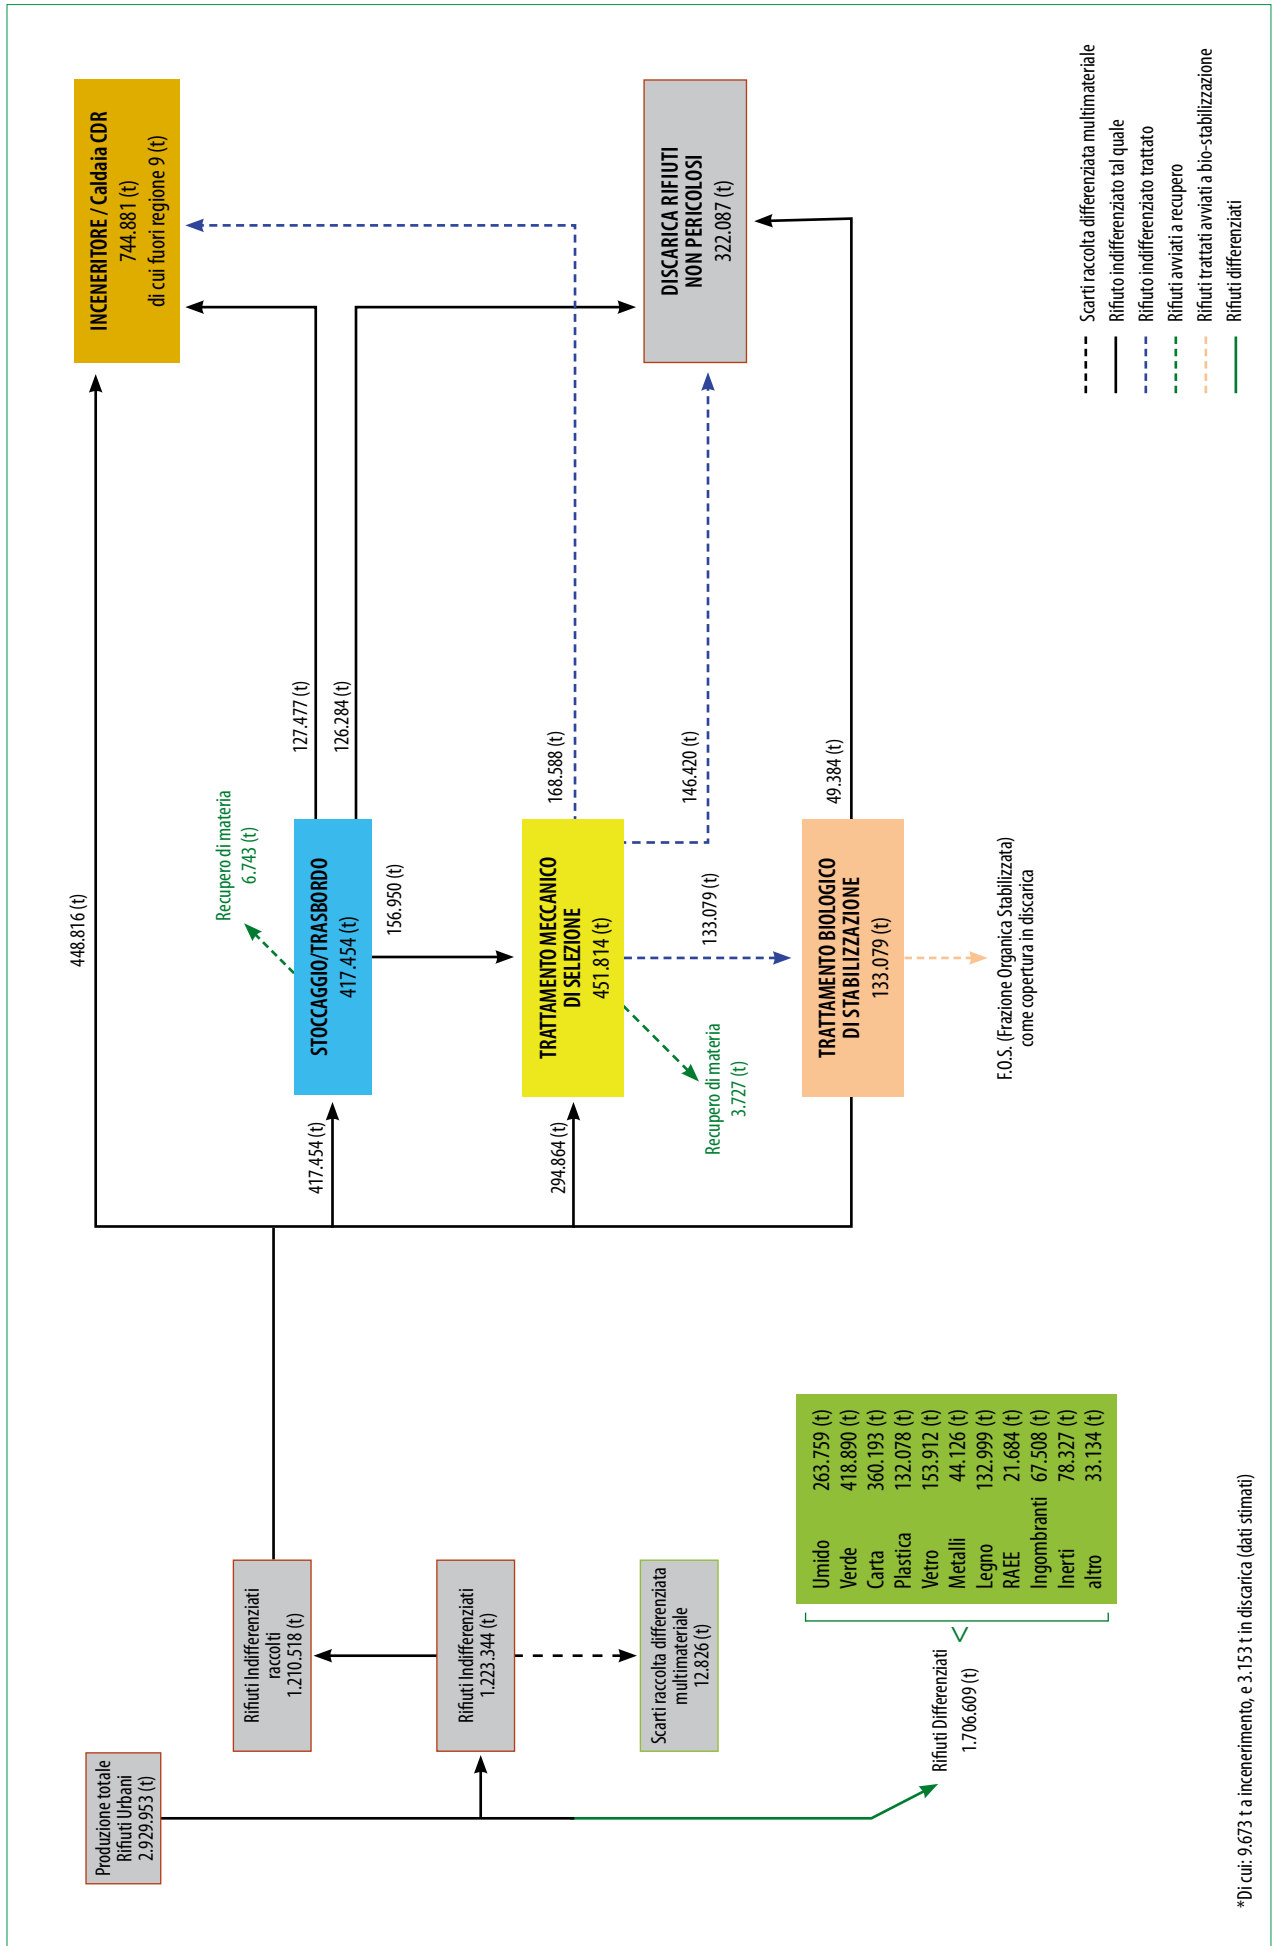 Produzione totale
Rifiuti Urbani
2.929.953 (t)
Rifiuti Indifferenziati
raccolti
1.210.518 (t)
Rifiuti Indifferenziati
1.223.344 (t)
Scarti raccolta differenziata
multimateriale
12.826 (t)
Rifiuti Differenziati
1.706.609 (t)
Umido 263.759 (t)
Verde 418.890 (t)
Carta 360.193 (t)
Plastica 132.078 (t)
Vetro 153.912 (t)
Metalli 44.126 (t)
Legno 132.999 (t)
RAEE 21.684 (t)
Ingombranti 67.508 (t)
Inerti 78.327 (t)
altro 33.134 (t)
448.816 (t)
417.454 (t)
294.864 (t)
Recupero di materia
6.743 (t)
STOCCAGGIO/TRASBORDO
417.454 (t)
156.950 (t)
TRATTAMENTO MECCANICO
DI SELEZIONE
451.814 (t)
Recupero di materia
3.727 (t)
133.079 (t)
TRATTAMENTO BIOLOGICO
DI STABILIZZAZIONE
133.079 (t)
F.O.S. (Frazione Organica Stabilizzata)
come copertura in discarica
127.477 (t)
126.284 (t)
168.588 (t)
146.420 (t)
49.384 (t)
INCENERITORE / Caldaia CDR
744.881 (t)
di cui fuori regione 9 (t)
DISCARICA RIFIUTI
NON PERICOLOSI
322.087 (t)
Scarti raccolta differenziata multimateriale
Rifiuto indifferenziato tal quale
Rifiuto indifferenziato trattato
Rifiuti avviati a recupero
Rifiuti trattati avviati a bio-stabilizzazione
Rifiuti differenziati
*Di cui: 9.673 t a incenerimento, e 3.153 t in discarica (dati stimati)